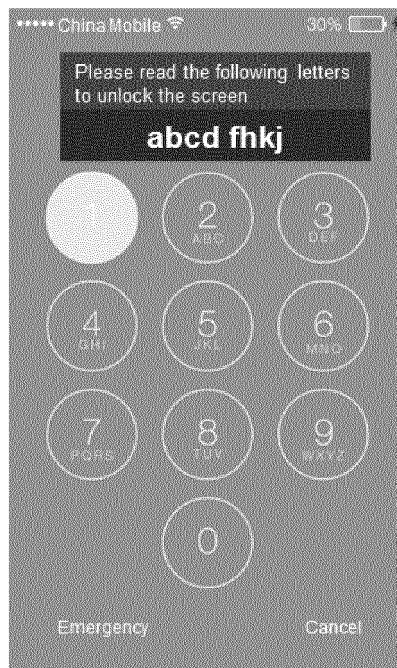 China Mobile 30%
Please read the following letters
to unlock the screen
abcd fhkj
1 2 3
ABC DEF
4 5 6
GHI JKL MNO
7 8 9
PQRS TUV WXYZ
0
Emergency Cancel